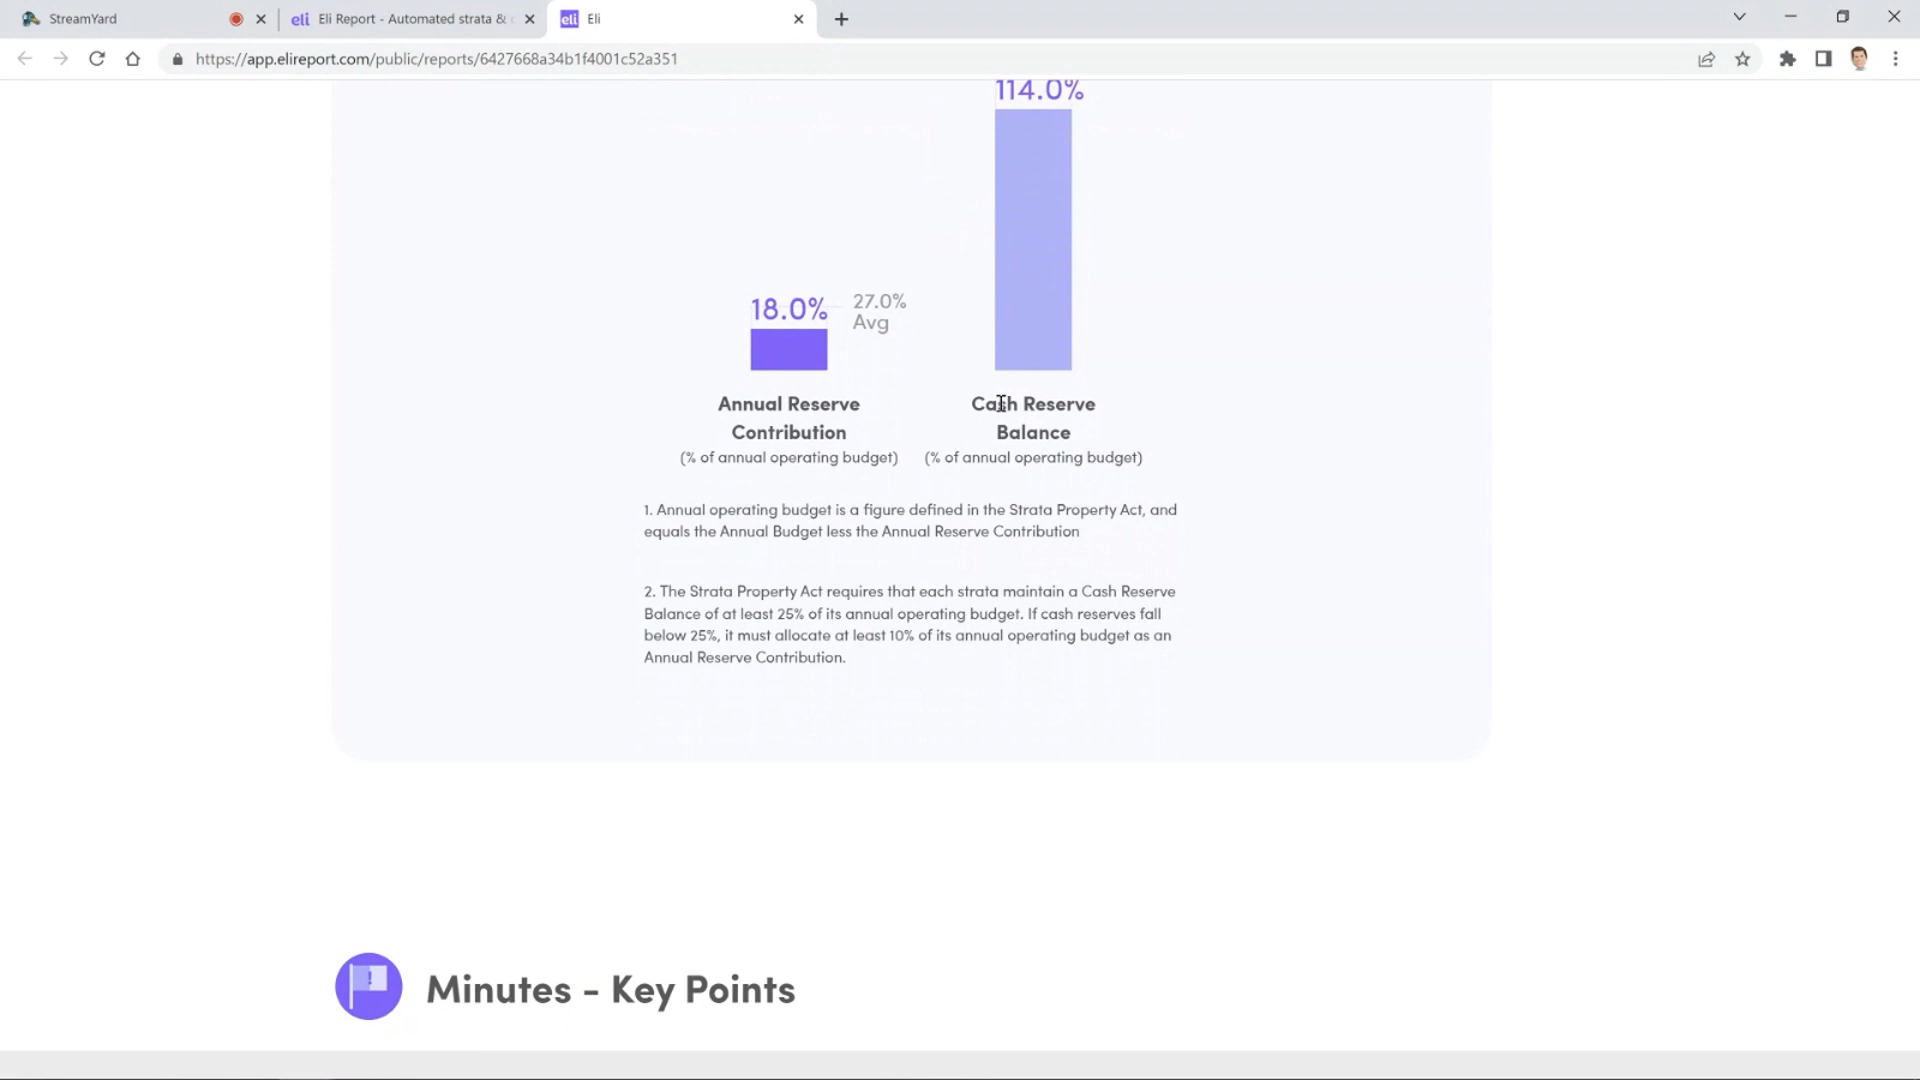 StreamYard
eli Eli Report - Automated strata &
eli Eli
https://app.elireport.com/public/reports/6427668a34b1f4001c52a351
114.0%
18.0%
27.0%
Avg
Annual Reserve
Contribution
(% of annual operating budget)
Cash Reserve
Balance
(% of annual operating budget)
1. Annual operating budget is a figure defined in the Strata Property Act, and
equals the Annual Budget less the Annual Reserve Contribution
2. The Strata Property Act requires that each strata maintain a Cash Reserve
Balance of at least 25% of its annual operating budget. If cash reserves fall
below 25%, it must allocate at least 10% of its annual operating budget as an
Annual Reserve Contribution.
Minutes - Key Points